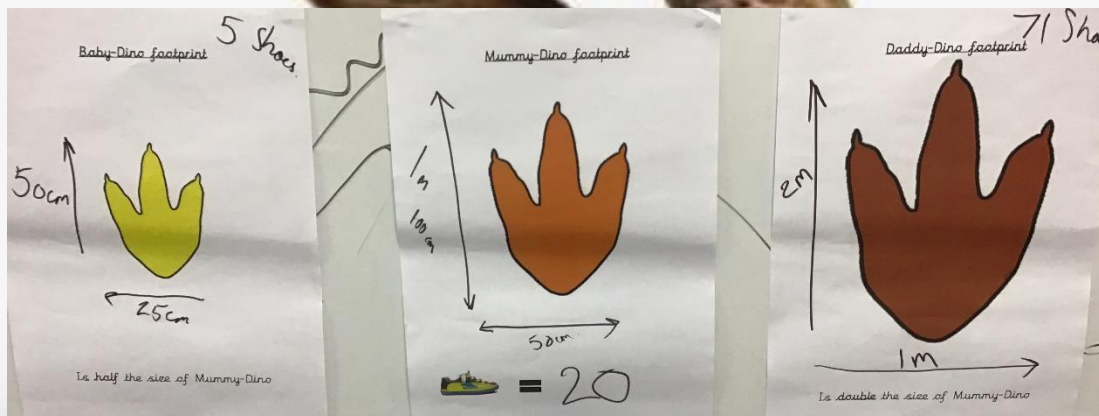 Baby-Dino footprint
5 Shoes.
50cm
25cm
Is half the size of Mummy-Dino
Mummy-Dino footprint
1m
50cm
= 20
Daddy-Dino footprint
71
2m
1m
Is double the size of Mummy-Dino